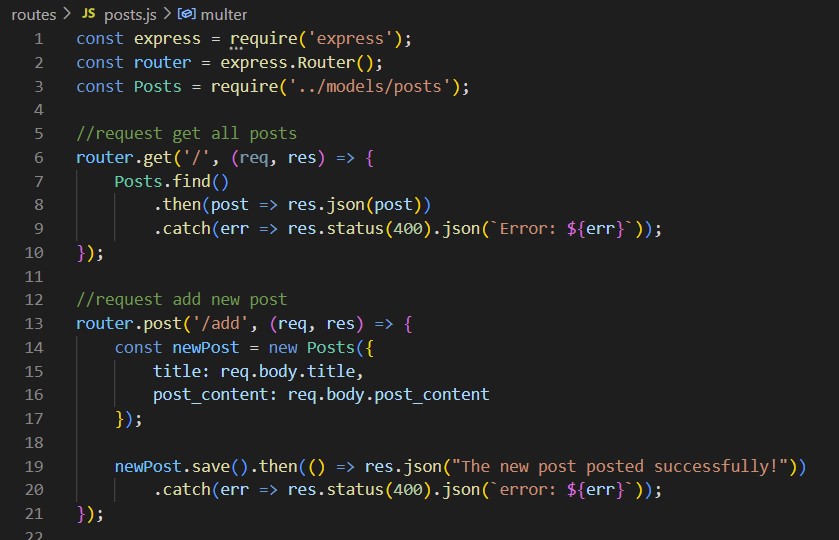 routes > JS posts.js > multer
1 const express = require('express');
2 const router = express.Router();
3 const Posts = require('../models/posts');
4
5 //request get all posts
6 router.get('/', (req, res) => {
7 Posts.find()
8 .then(post => res.json(post))
9 .catch(err => res.status(400).json(`Error: ${err}`));
10 });
11
12 //request add new post
13 router.post('/add', (req, res) => {
14 const newPost = new Posts({
15 title: req.body.title,
16 post_content: req.body.post_content
17 });
18
19 newPost.save().then(() => res.json("The new post posted successfully!"))
20 .catch(err => res.status(400).json(`error: ${err}`));
21 });
22